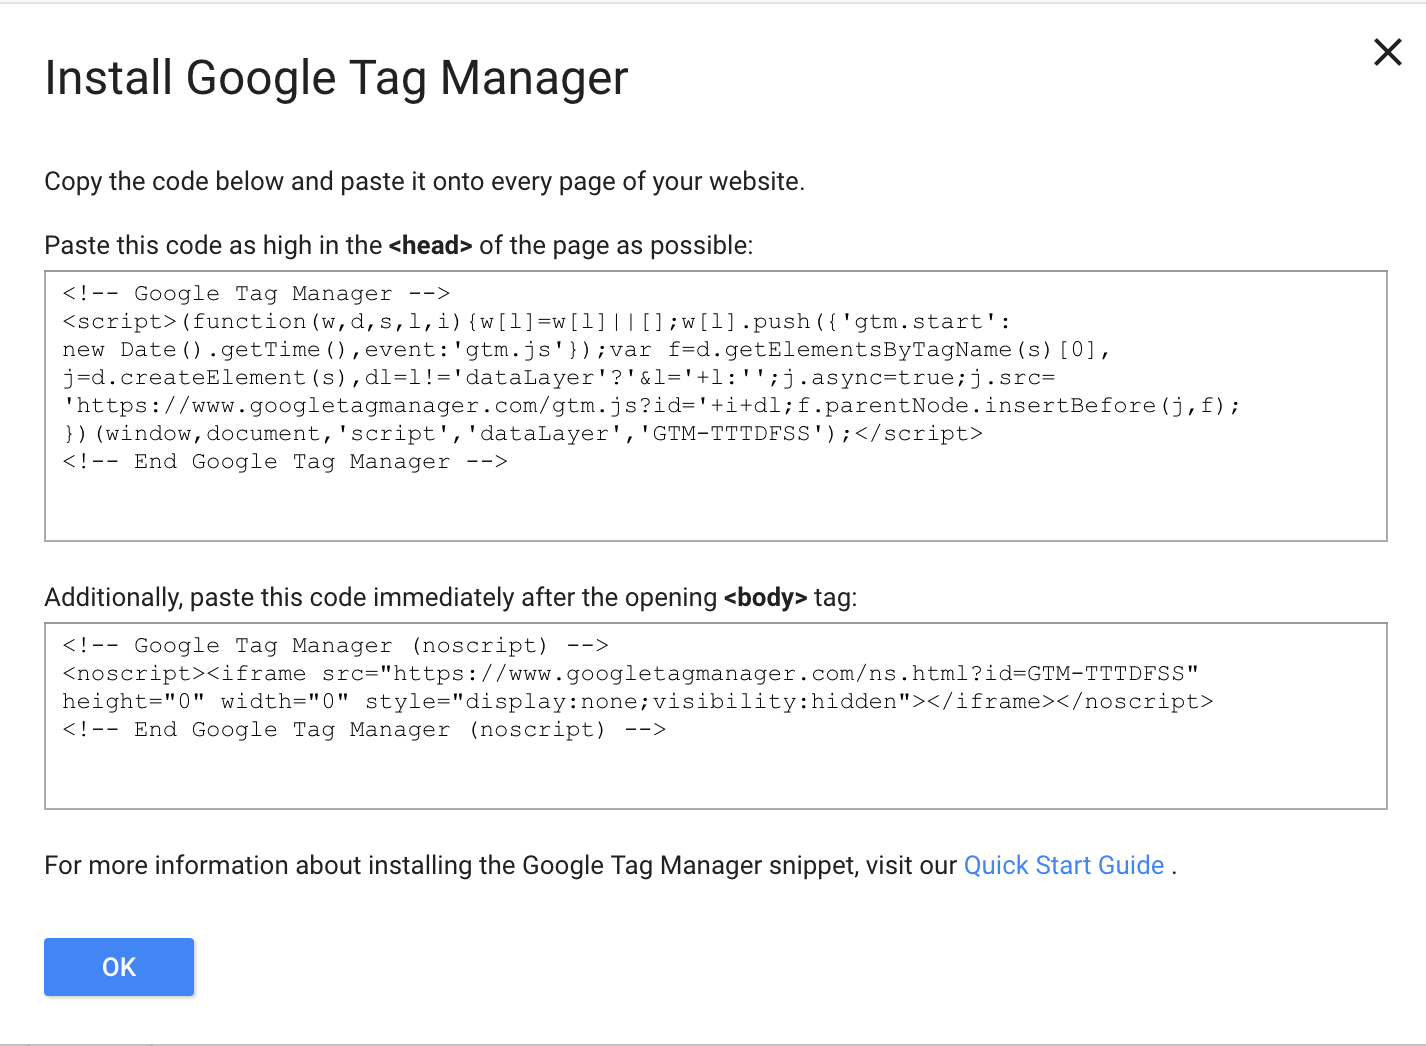 Install Google Tag Manager
Copy the code below and paste it onto every page of your website.
Paste this code as high in the <head> of the page as possible:
<!-- Google Tag Manager -->
<script>(function(w,d,s,l,i){w[l]=w[l]||[];w[l].push({'gtm.start':
new Date().getTime(),event:'gtm.js'});var f=d.getElementsByTagName(s)[0],
j=d.createElement(s),dl=l!='dataLayer'?'&l='+l:'';j.async=true;j.src=
'https://www.googletagmanager.com/gtm.js?id='+i+dl;f.parentNode.insertBefore(j,f);
})(window,document,'script','dataLayer','GTM-TTTDFSS');</script>
<!-- End Google Tag Manager -->
Additionally, paste this code immediately after the opening <body> tag:
<!-- Google Tag Manager (noscript) -->
<noscript><iframe src="https://www.googletagmanager.com/ns.html?id=GTM-TTTDFSS"
height="0" width="0" style="display:none;visibility:hidden"></iframe></noscript>
<!-- End Google Tag Manager (noscript) -->
For more information about installing the Google Tag Manager snippet, visit our Quick Start Guide .
OK